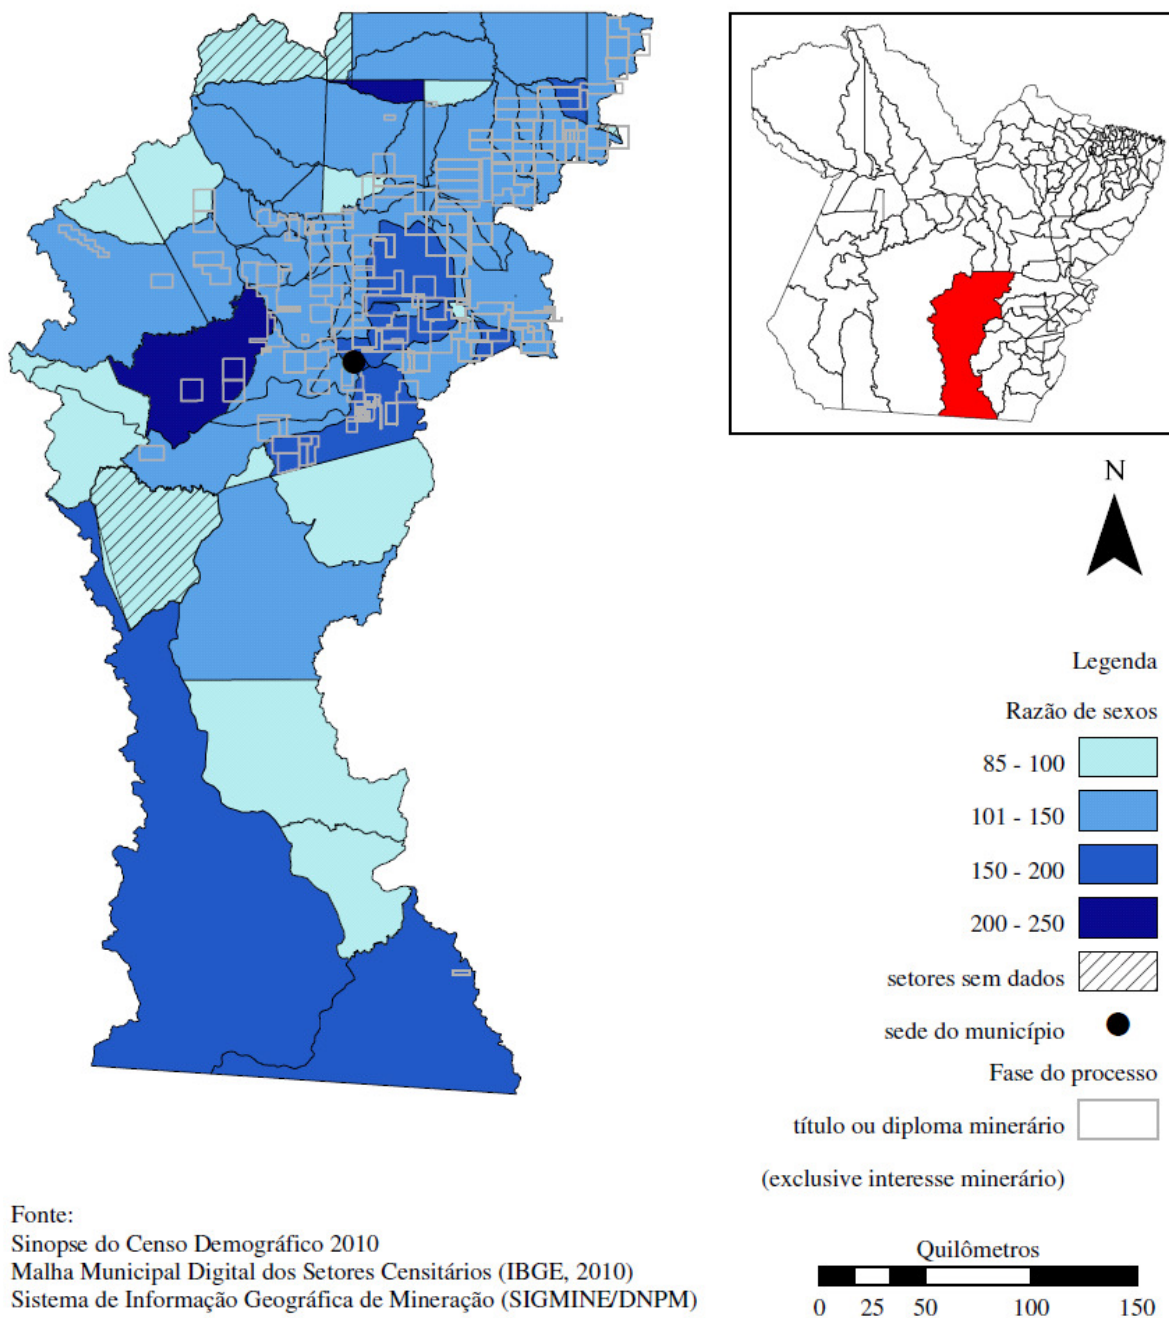 N
Legenda
Razão de sexos
85 - 100
101 - 150
150 - 200
200 - 250
setores sem dados
sede do município
Fase do processo
título ou diploma minerário
(exclusive interesse minerário)
Fonte:
Sinopse do Censo Demográfico 2010
Malha Municipal Digital dos Setores Censitários (IBGE, 2010)
Sistema de Informação Geográfica de Mineração (SIGMINE/DNPM)
Quilômetros
0 25 50 100 150